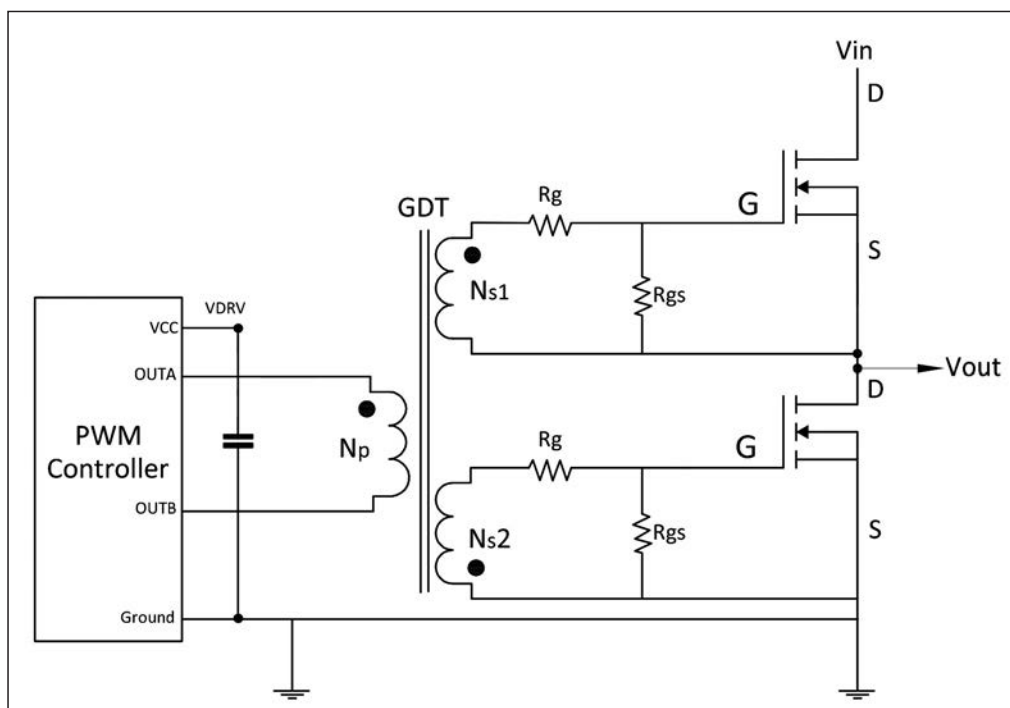 Vin
D
Rg
G
GDT
S
Ns1
Rgs
VDRV
VCC
OUTA
Vout
D
PWM
Controller
Np
Rg
G
OUTB
Ns2
Rgs
S
Ground